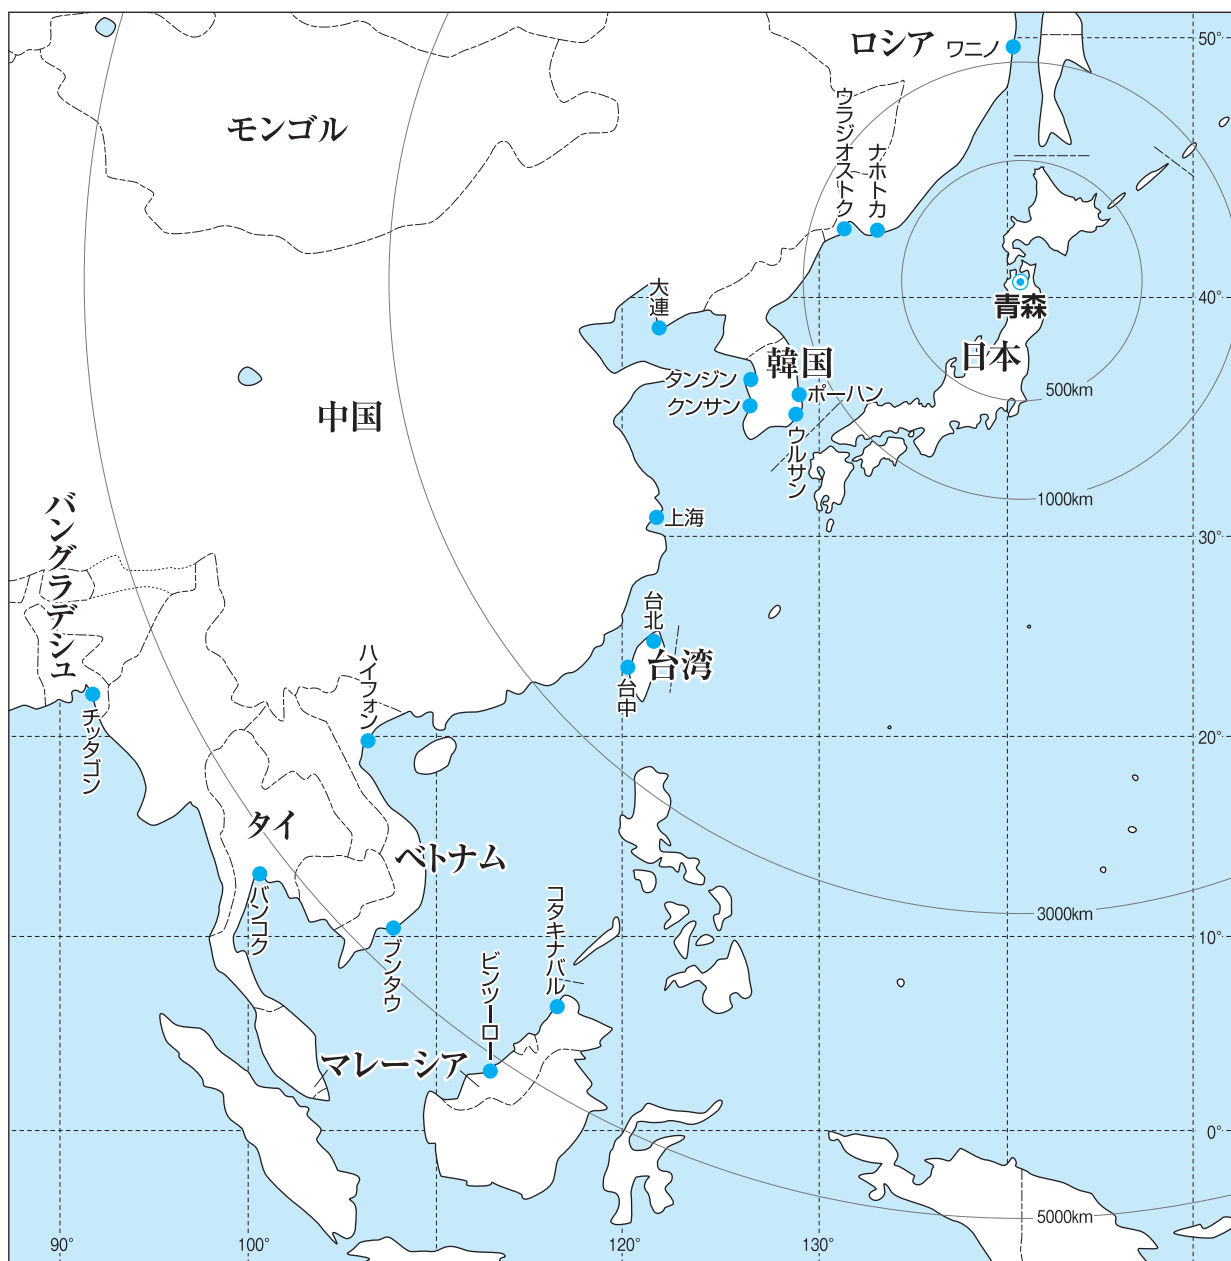 ロシア
ワニノ
50°
モンゴル
ウラジオストク
ナホトカ
大連
40°
青森
日本
韓国
タンジン
クンサン
ポーハン
ウルサン
500km
中国
1000km
上海
30°
バングラデシュ
台北
台湾
台中
ハイフォン
チッタゴン
20°
タイ
ベトナム
バンコク
コタキナバル
3000km
10°
ブンタウ
ビンツーロー
マレーシア
0°
5000km
90°
100°
120°
130°